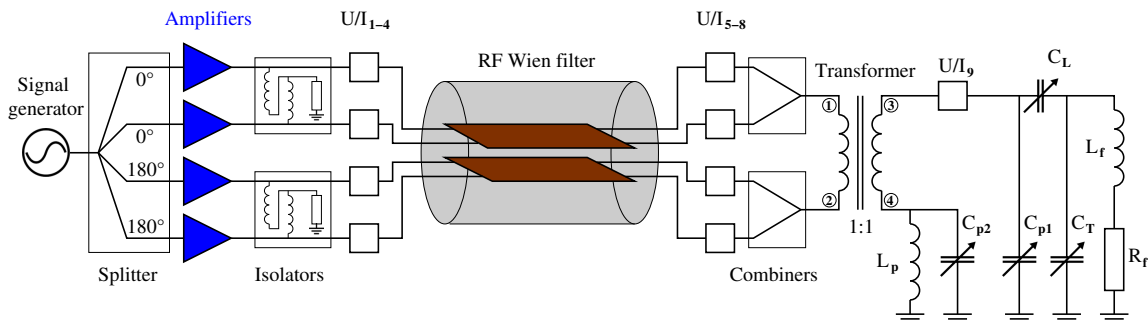 Amplifiers
U/I1–4
U/I5–8
RF Wien filter
Transformer
U/I9
CL
Signal
generator
0°
0°
180°
180°
①
②
③
④
1:1
Lf
Lp
Cp2
Cp1
CT
Rf
Splitter
Isolators
Combiners